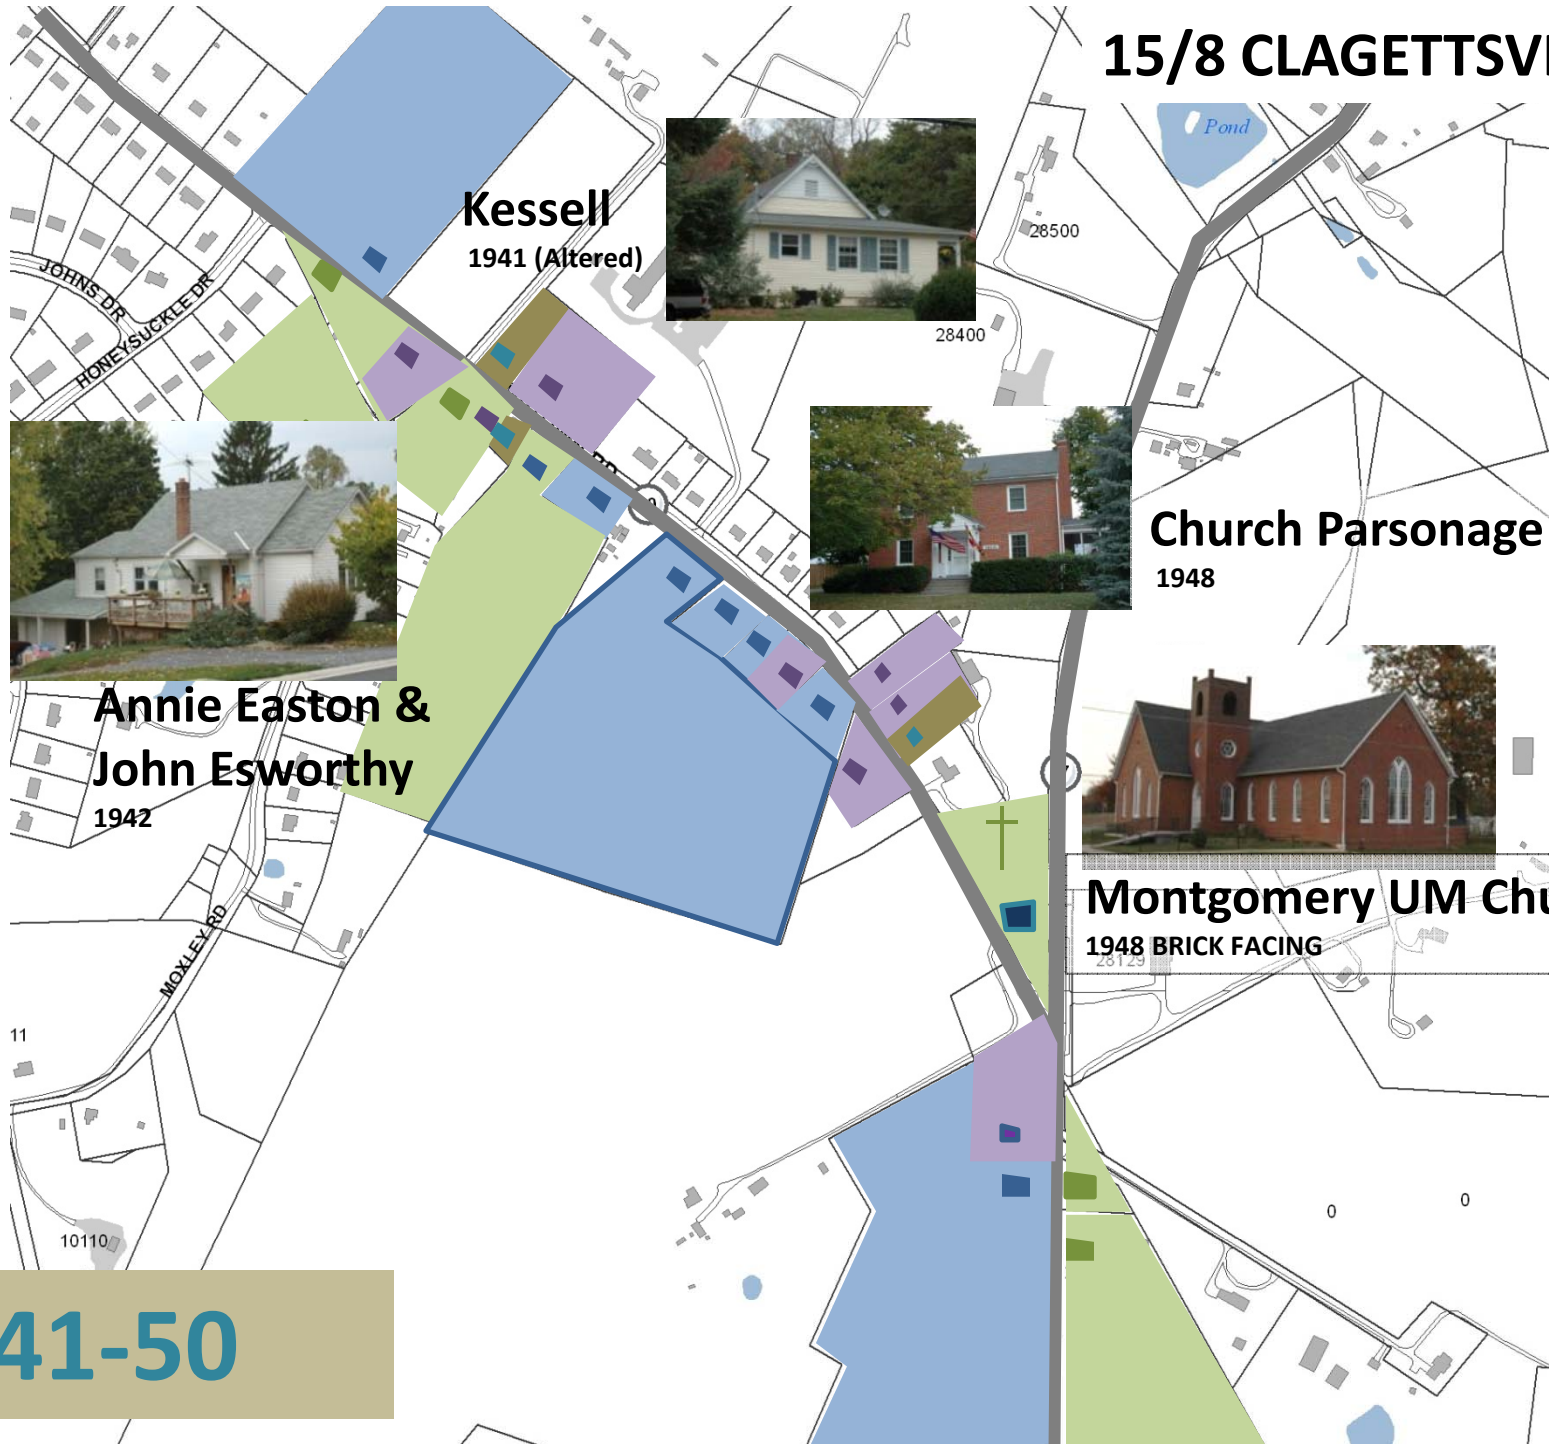 15/8 CLAGETTSVI
Pond
Kessell
1941 (Altered)
28500
28400
JOHNS DR
HONEYSUCKLE DR
RD
Church Parsonage
1948
Annie Easton &
John Esworthy
1942
Montgomery UM Chu
1948 BRICK FACING
28129
MOXLEY RD
11
10110
0
0
41-50